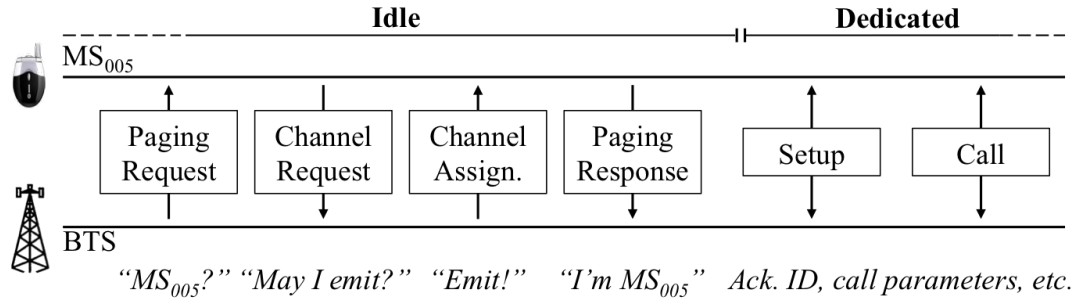 Idle Dedicated
MS005
Paging Request
Channel Request
Channel Assign.
Paging Response
Setup
Call
BTS
“MS005?” “May I emit?” “Emit!” “I'm MS005” Ack. ID, call parameters, etc.